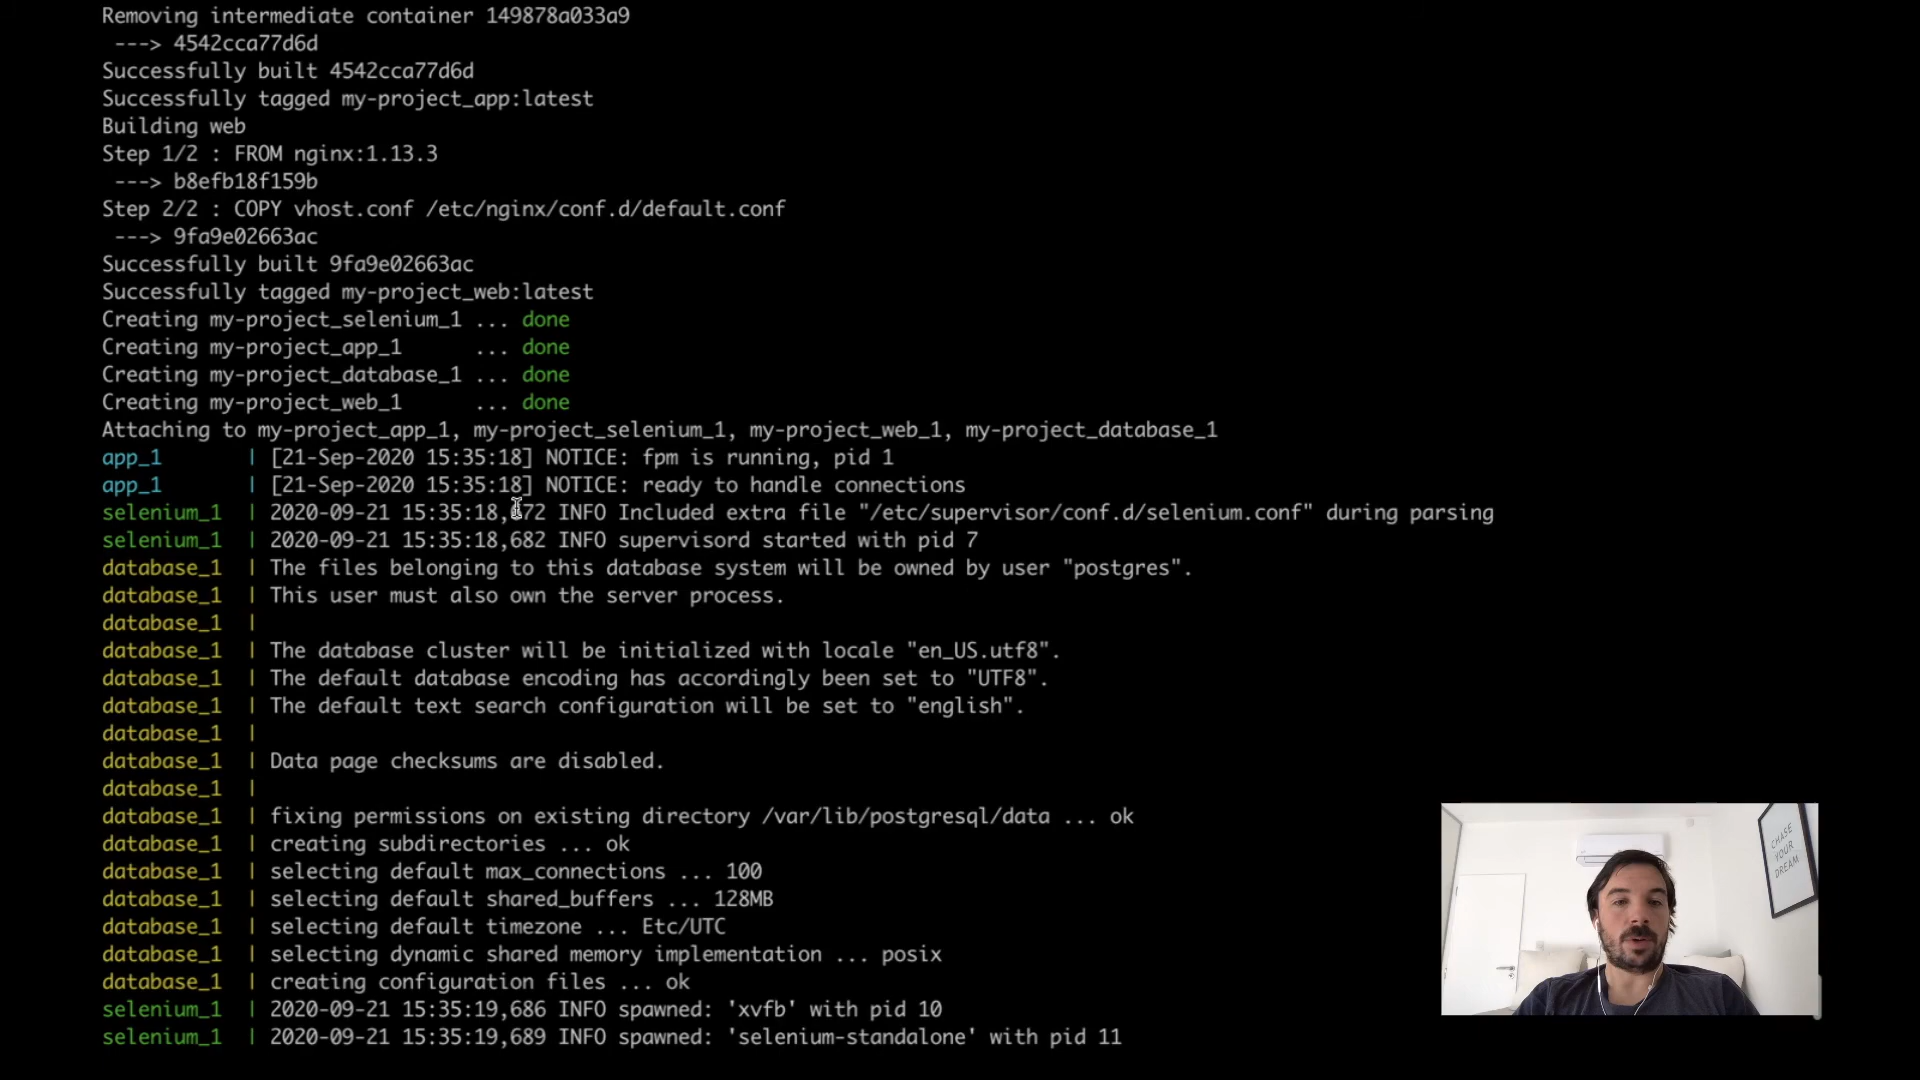 Removing intermediate container 149878a033a9
 ---> 4542cca77d6d
Successfully built 4542cca77d6d
Successfully tagged my-project_app:latest
Building web
Step 1/2 : FROM nginx:1.13.3
 ---> b8efb18f159b
Step 2/2 : COPY vhost.conf /etc/nginx/conf.d/default.conf
 ---> 9fa9e02663ac
Successfully built 9fa9e02663ac
Successfully tagged my-project_web:latest
Creating my-project_selenium_1 ... done
Creating my-project_app_1      ... done
Creating my-project_database_1 ... done
Creating my-project_web_1      ... done
Attaching to my-project_app_1, my-project_selenium_1, my-project_web_1, my-project_database_1
app_1       | [21-Sep-2020 15:35:18] NOTICE: fpm is running, pid 1
app_1       | [21-Sep-2020 15:35:18] NOTICE: ready to handle connections
selenium_1  | 2020-09-21 15:35:18,672 INFO Included extra file "/etc/supervisor/conf.d/selenium.conf" during parsing
selenium_1  | 2020-09-21 15:35:18,682 INFO supervisord started with pid 7
database_1  | The files belonging to this database system will be owned by user "postgres".
database_1  | This user must also own the server process.
database_1  |
database_1  | The database cluster will be initialized with locale "en_US.utf8".
database_1  | The default database encoding has accordingly been set to "UTF8".
database_1  | The default text search configuration will be set to "english".
database_1  |
database_1  | Data page checksums are disabled.
database_1  |
database_1  | fixing permissions on existing directory /var/lib/postgresql/data ... ok
database_1  | creating subdirectories ... ok
database_1  | selecting default max_connections ... 100
database_1  | selecting default shared_buffers ... 128MB
database_1  | selecting default timezone ... Etc/UTC
database_1  | selecting dynamic shared memory implementation ... posix
database_1  | creating configuration files ... ok
selenium_1  | 2020-09-21 15:35:19,686 INFO spawned: 'xvfb' with pid 10
selenium_1  | 2020-09-21 15:35:19,689 INFO spawned: 'selenium-standalone' with pid 11
CHASE
YOUR
DREAM